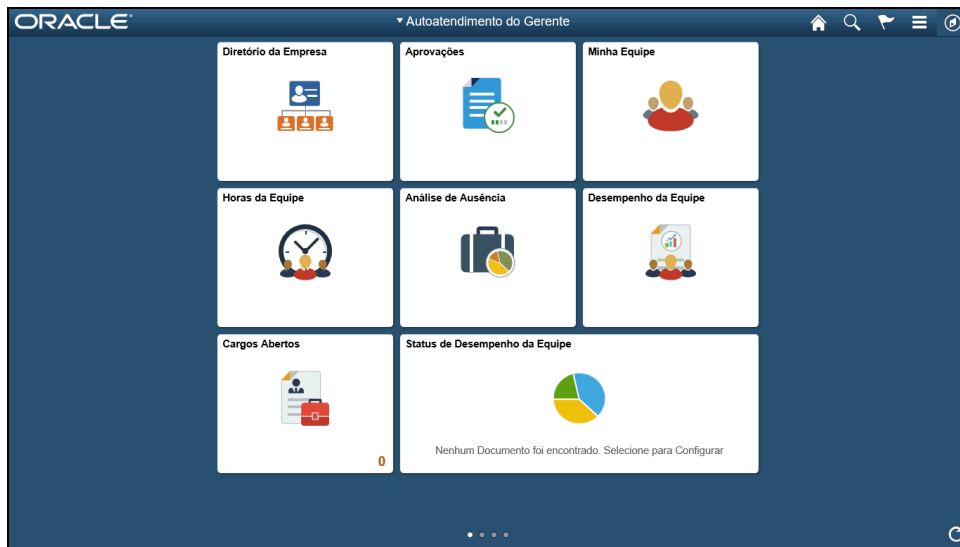 ORACLE
Autoatendimento do Gerente
Diretório da Empresa
Aprovações
Minha Equipe
Horas da Equipe
Análise de Ausência
Desempenho da Equipe
Cargos Abertos
Status de Desempenho da Equipe
Nenhum Documento foi encontrado. Selecione para Configurar
0